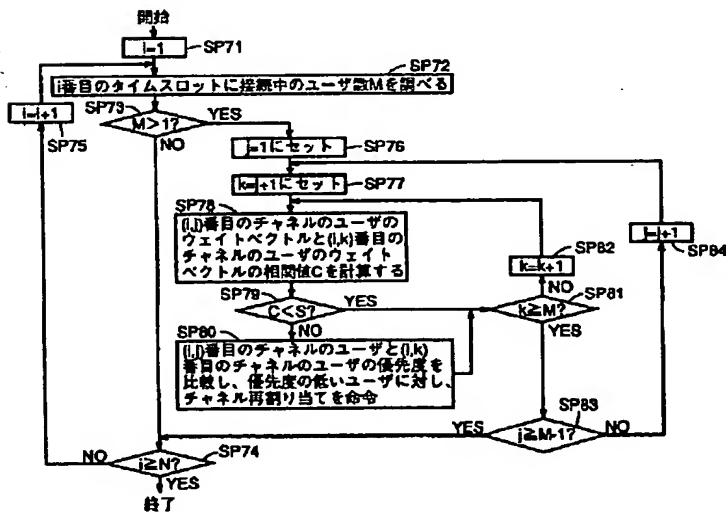 開始
i=1
SP71
SP72
i番目のタイムスロットに接続中のユーザ数Mを調べる
i=i+1
SP75
SP73
M>1?
YES
NO
j=1にセット
SP76
k=j+1にセット
SP77
SP78
(i,j)番目のチャネルのユーザの
ウェイトベクトルと(i,k)番目の
チャネルのユーザのウェイト
ベクトルの相関値Cを計算する
SP82
k=k+1
NO
j=j+1
SP84
SP79
C<S?
YES
NO
k≧M?
SP81
YES
SP80
(i,j)番目のチャネルのユーザと(i,k)
番目のチャネルのユーザの優先度を
比較し、優先度の低いユーザに対し、
チャネル再割り当てを命令
SP83
YES
j≧M-1?
NO
NO
i≧N?
SP74
YES
終了